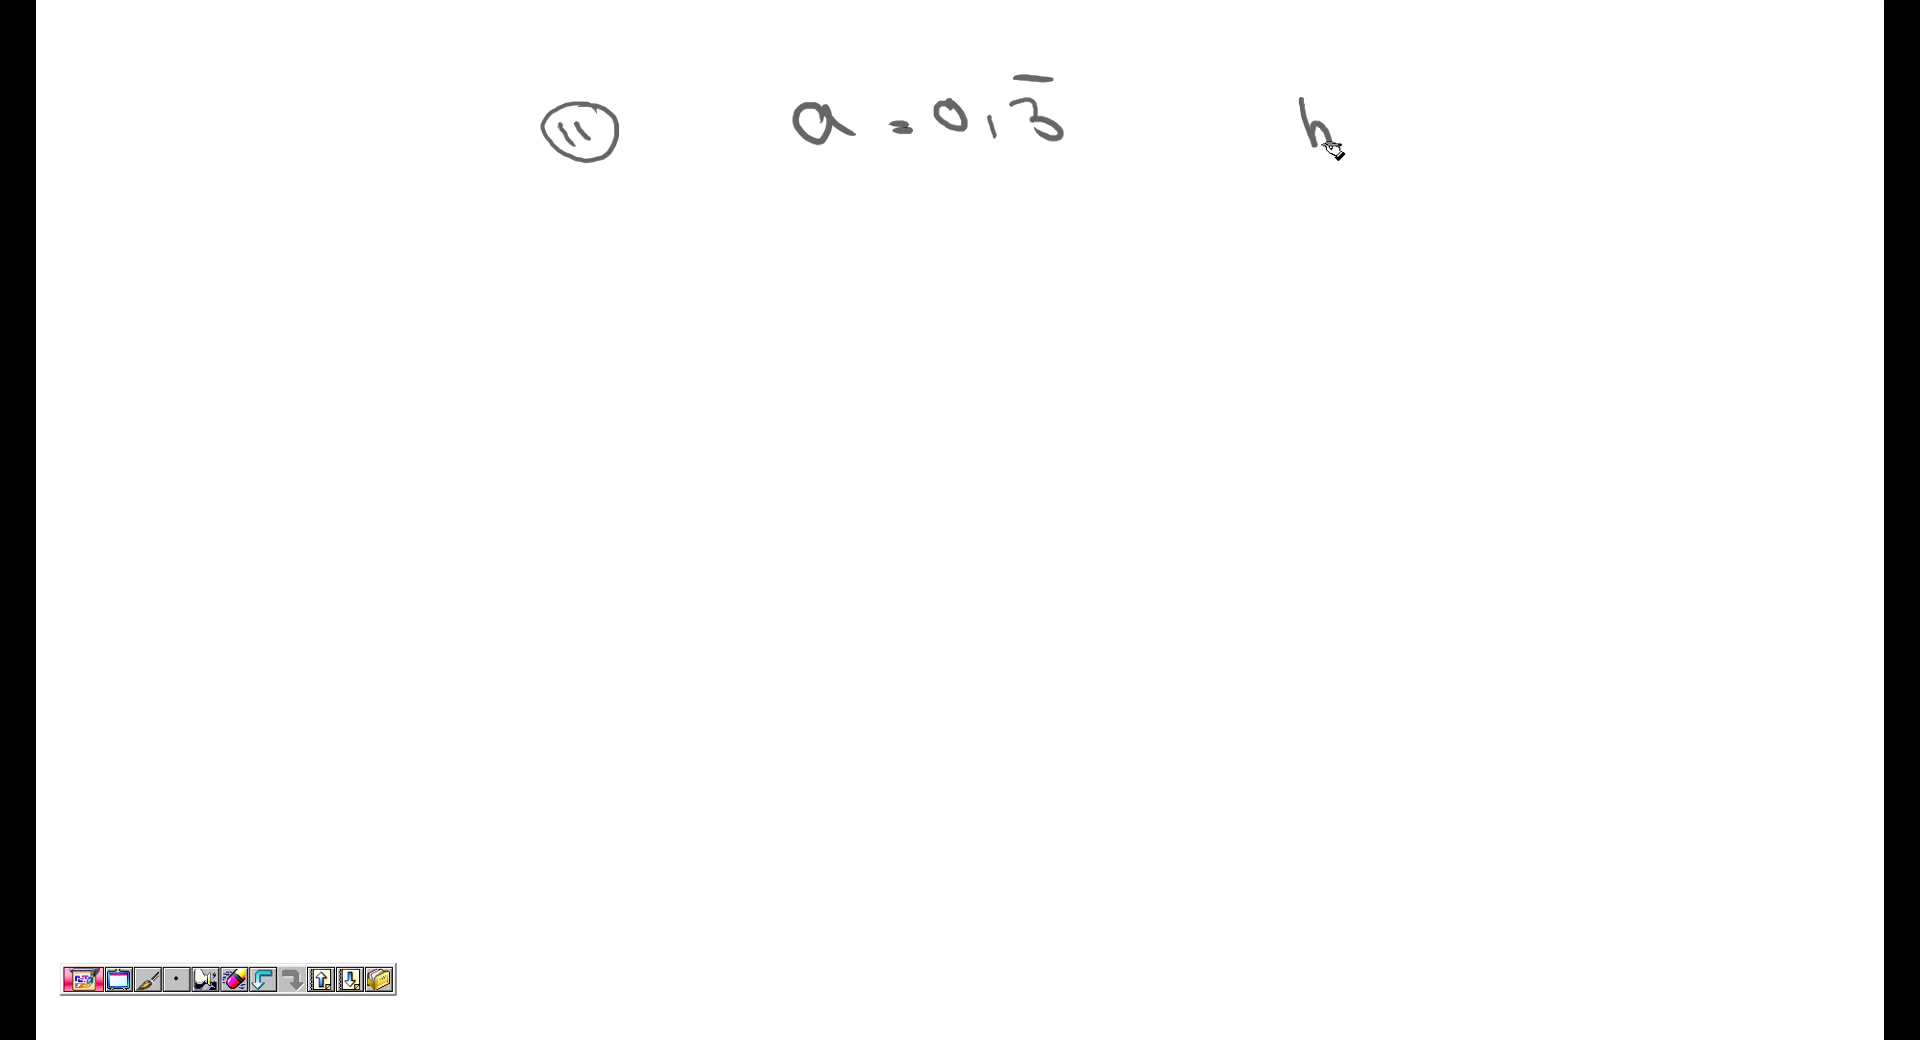 ⑪ a = 0,3̅ b